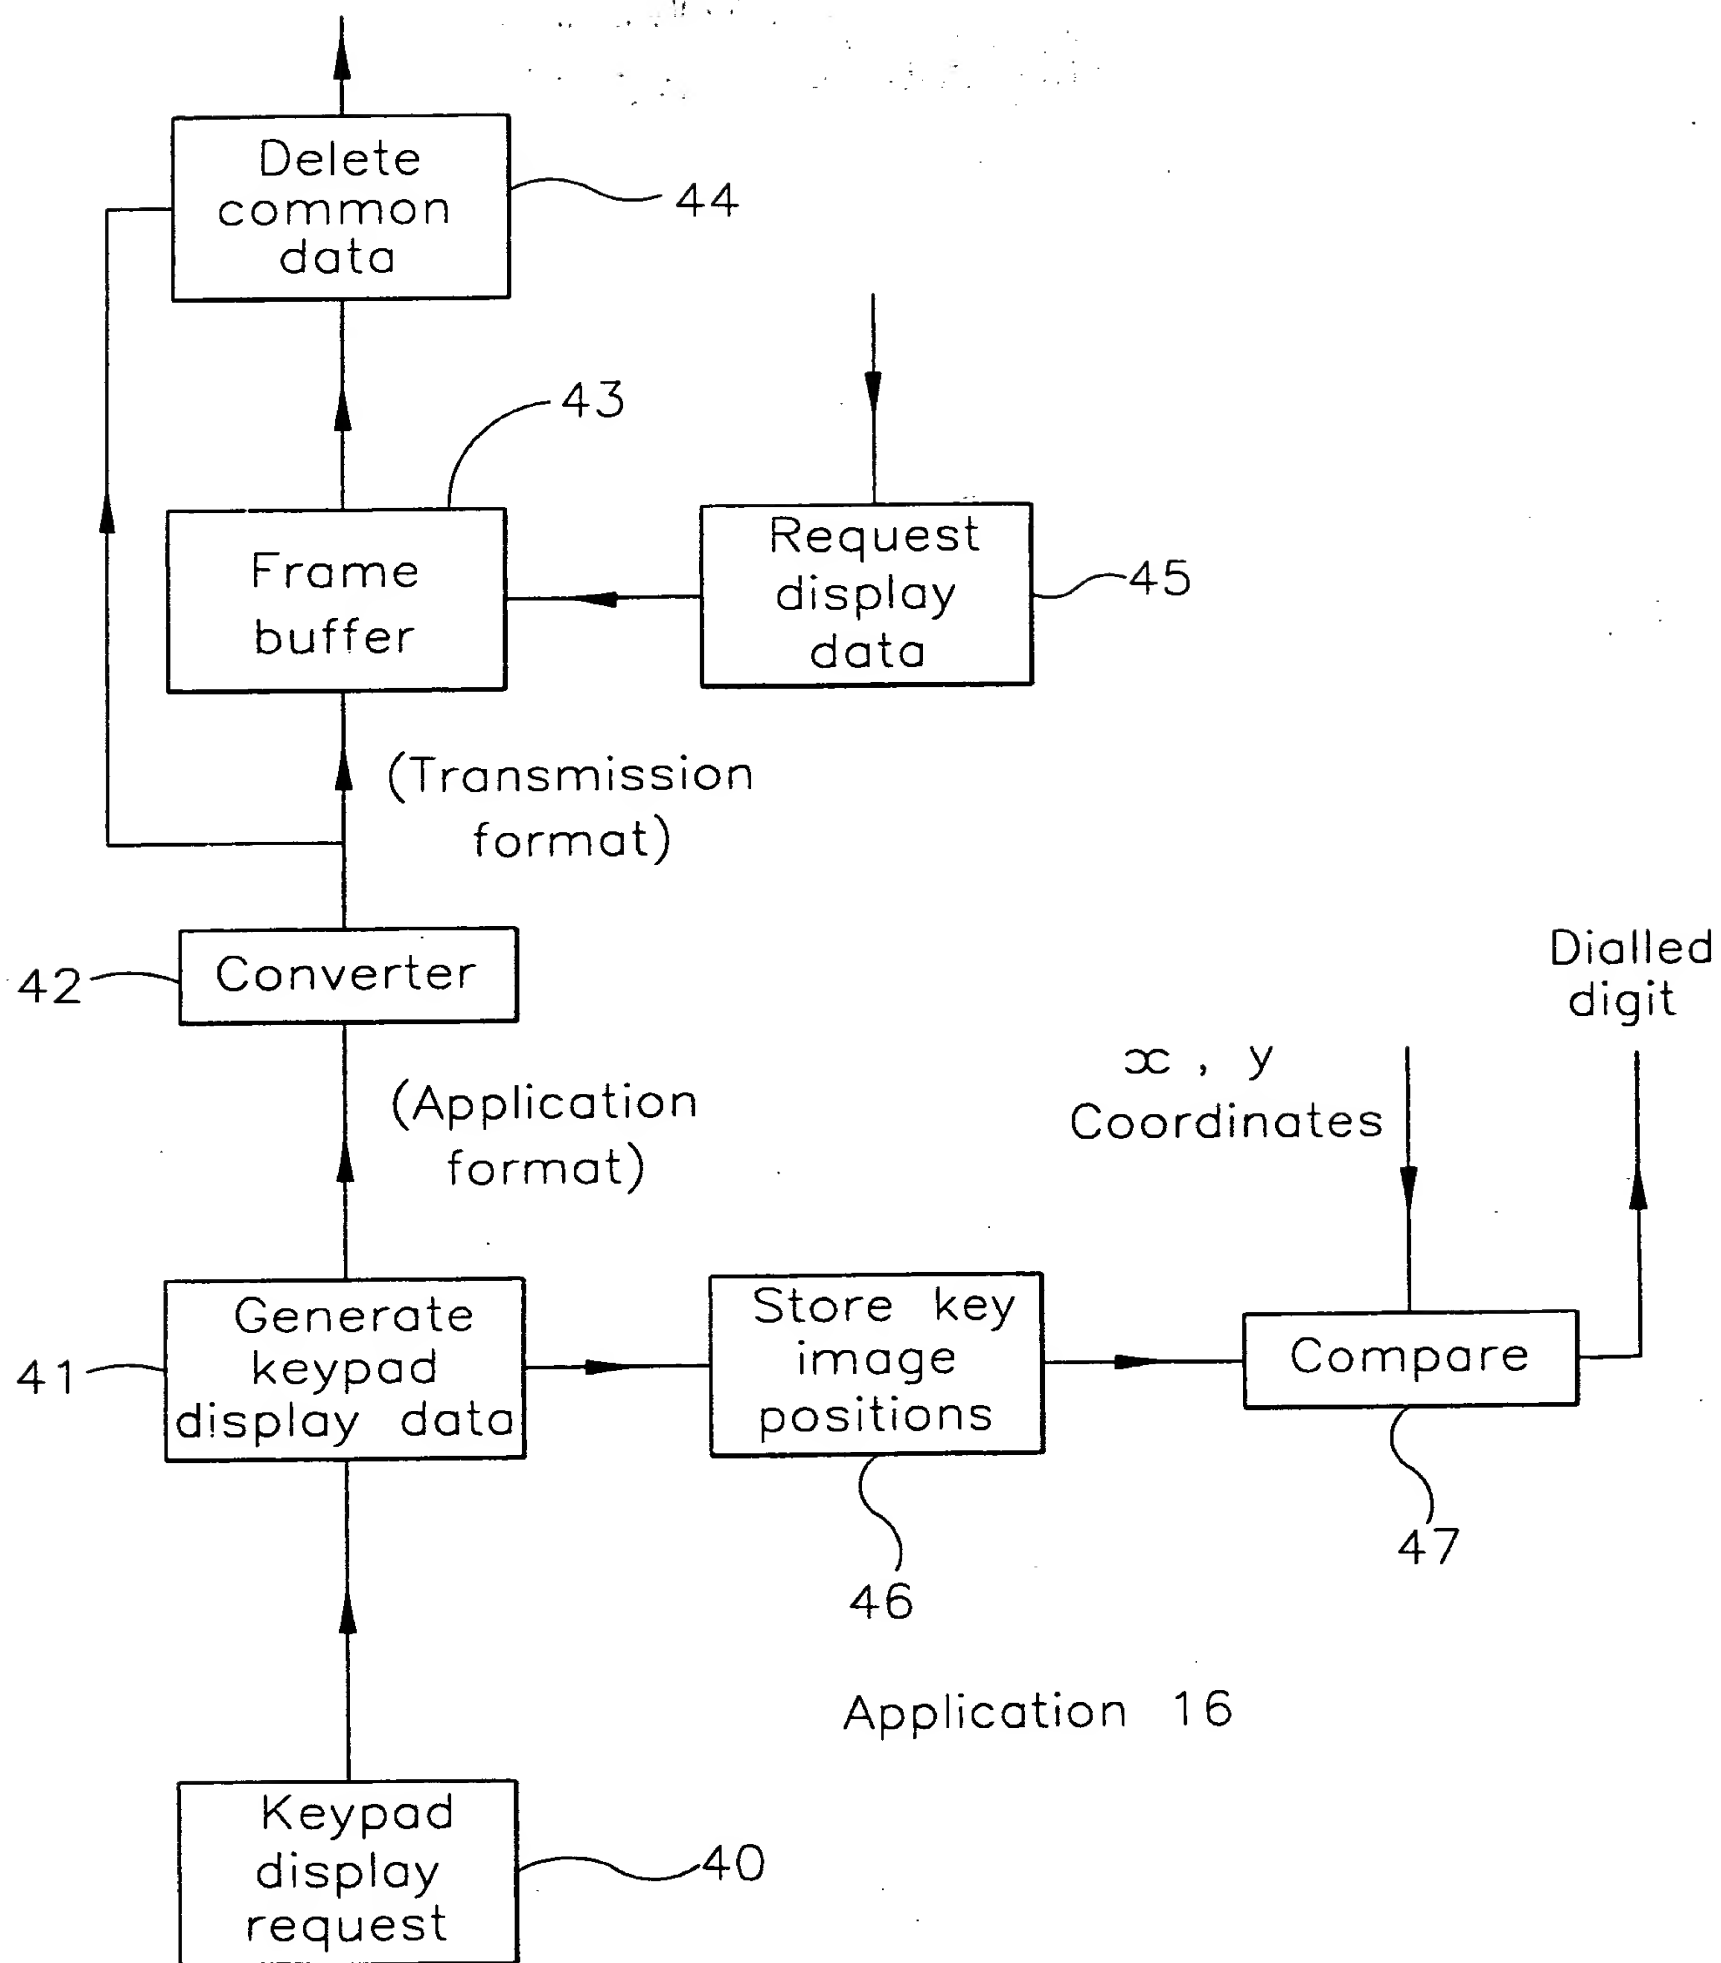 Delete
common
data
44
43
Frame
buffer
Request
display
data
45
(Transmission
format)
Converter
42
Dialled
digit
x , y
Coordinates
(Application
format)
Generate
keypad
display data
41
Store key
image
positions
46
Compare
47
Application 16
Keypad
display
request
40